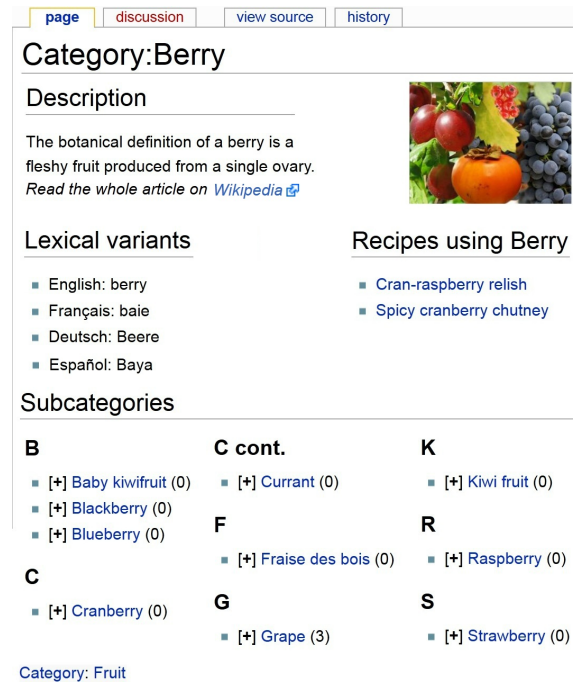 page
discussion
view source
history
Category:Berry
Description
The botanical definition of a berry is a
fleshy fruit produced from a single ovary.
Read the whole article on Wikipedia
Lexical variants
English: berry
Français: baie
Deutsch: Beere
Español: Baya
Recipes using Berry
Cran-raspberry relish
Spicy cranberry chutney
Subcategories
B
[+] Baby kiwifruit (0)
[+] Blackberry (0)
[+] Blueberry (0)
C
[+] Cranberry (0)
C cont.
[+] Currant (0)
F
[+] Fraise des bois (0)
G
[+] Grape (3)
K
[+] Kiwi fruit (0)
R
[+] Raspberry (0)
S
[+] Strawberry (0)
Category: Fruit